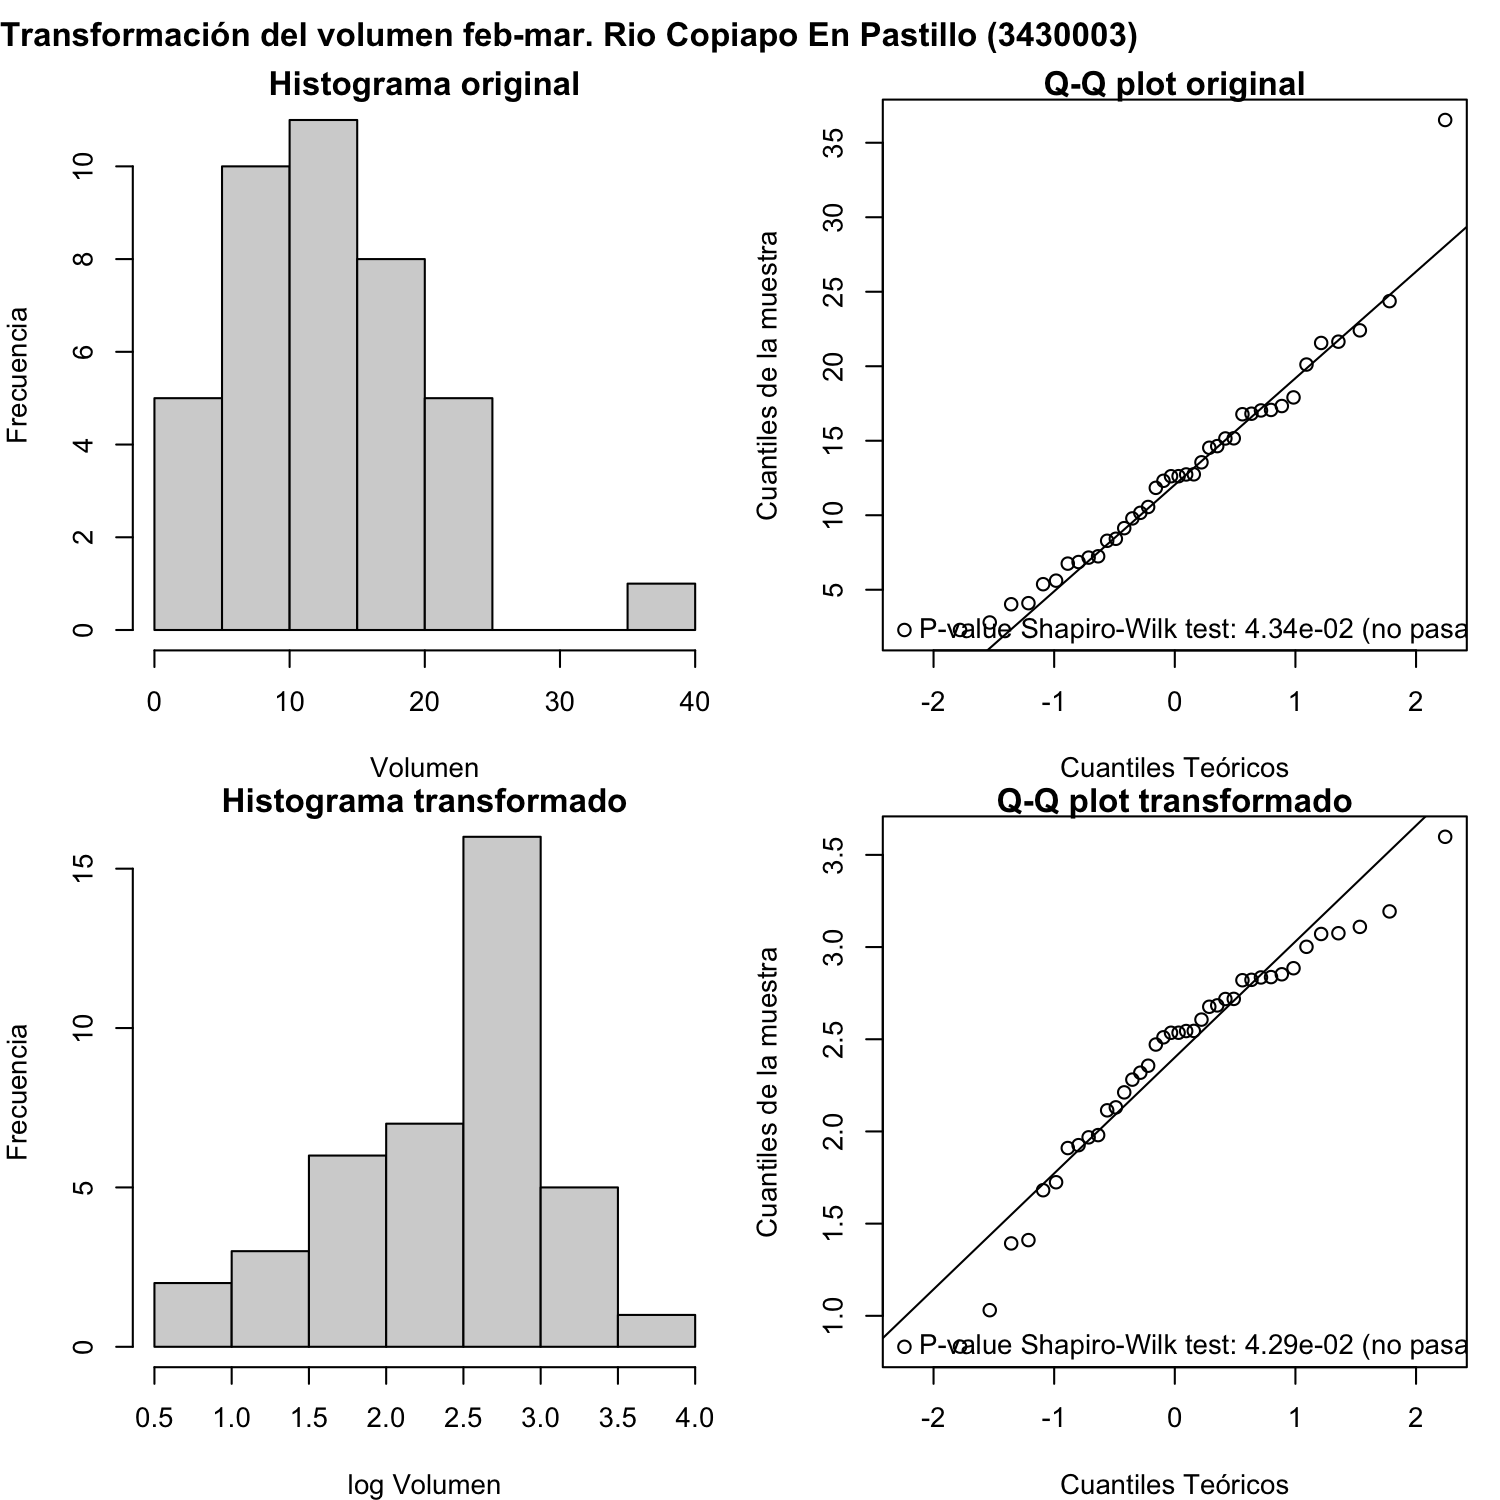 Transformación del volumen feb-mar. Rio Copiapo En Pastillo (3430003)
Histograma original
Frecuencia
0 2 4 6 8 10
0 10 20 30 40
Volumen
Q-Q plot original
Cuantiles de la muestra
5 10 15 20 25 30 35
P-value Shapiro-Wilk test: 4.34e-02 (no pasa
-2 -1 0 1 2
Cuantiles Teóricos
Histograma transformado
Frecuencia
0 5 10 15
0.5 1.0 1.5 2.0 2.5 3.0 3.5 4.0
log Volumen
Q-Q plot transformado
Cuantiles de la muestra
1.0 1.5 2.0 2.5 3.0 3.5
P-value Shapiro-Wilk test: 4.29e-02 (no pasa
-2 -1 0 1 2
Cuantiles Teóricos